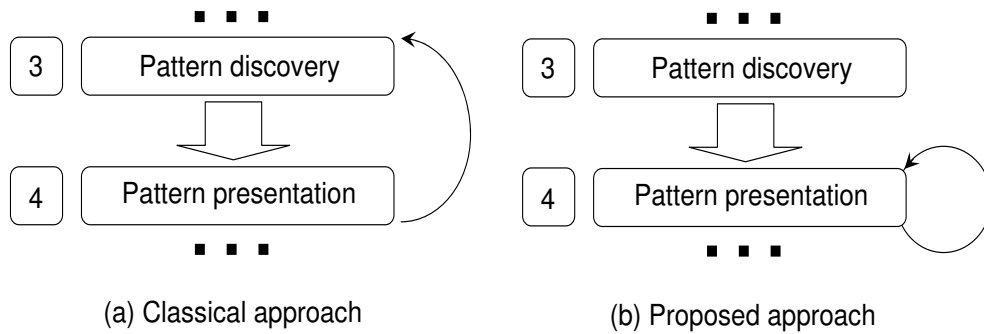 3 Pattern discovery
4 Pattern presentation
(a) Classical approach
3 Pattern discovery
4 Pattern presentation
(b) Proposed approach